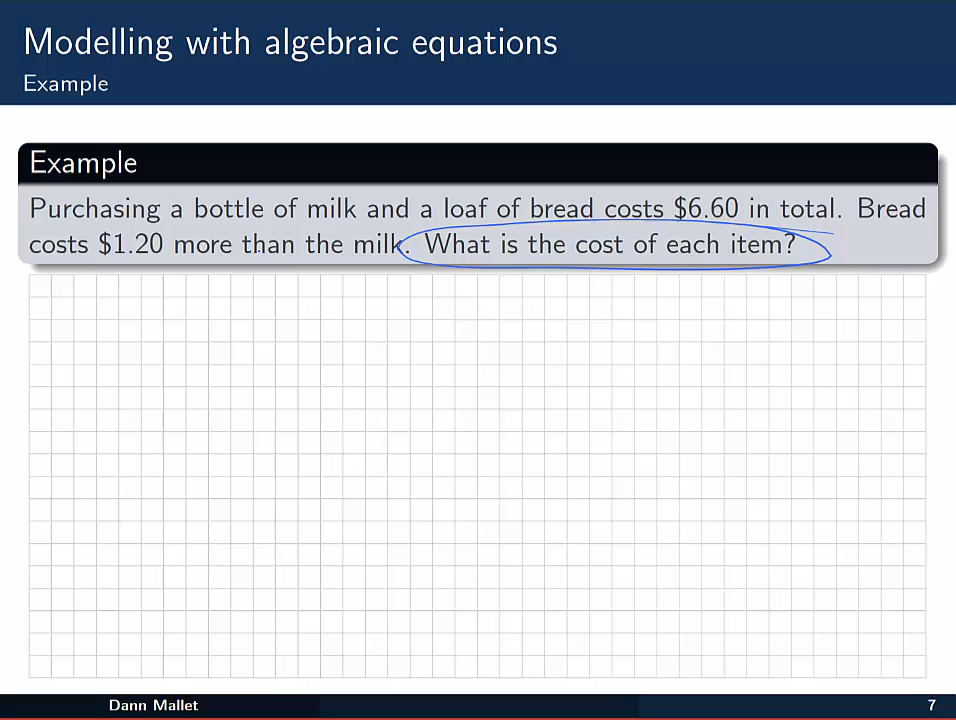 Modelling with algebraic equations
Example
Example
Purchasing a bottle of milk and a loaf of bread costs $6.60 in total. Bread
costs $1.20 more than the milk. What is the cost of each item?
Dann Mallet
7